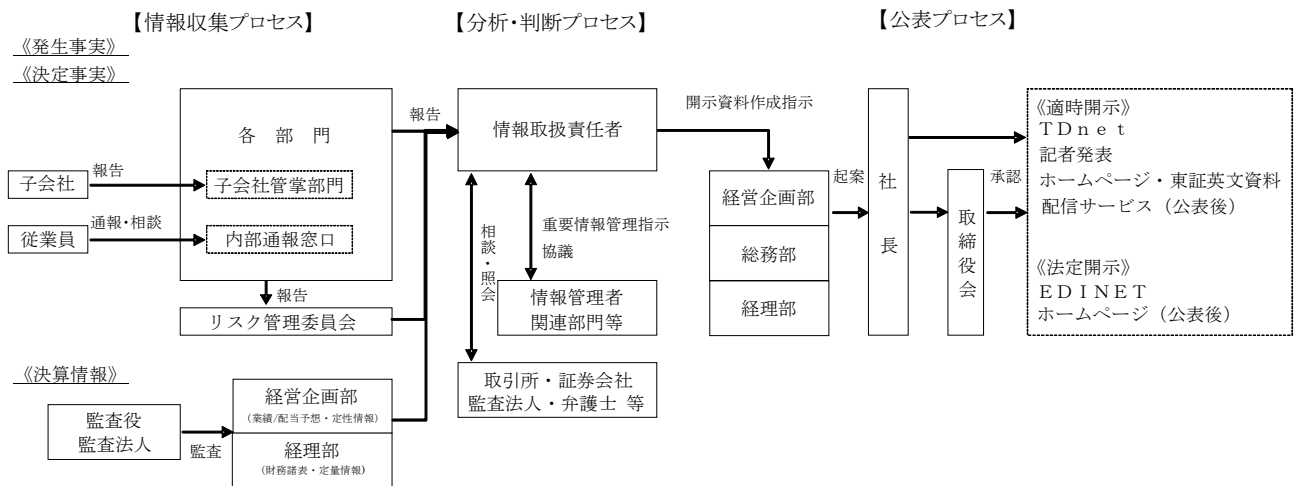 【情報収集プロセス】
【分析・判断プロセス】
【公表プロセス】
《発生事実》
《決定事実》
各 部 門
報告
情報取扱責任者
開示資料作成指示
子会社
報告
子会社管掌部門
従業員
通報・相談
内部通報窓口
報告
リスク管理委員会
相談・照会
重要情報管理指示
協議
情報管理者
関連部門等
取引所・証券会社
監査法人・弁護士 等
経営企画部
総務部
経理部
起案
社長
取締役会
承認
《適時開示》
TDnet
記者発表
ホームページ・東証英文資料
配信サービス（公表後）
《法定開示》
EDINET
ホームページ（公表後）
《決算情報》
監査役
監査法人
監査
経営企画部
(業績/配当予想・定性情報)
経理部
(財務諸表・定量情報)